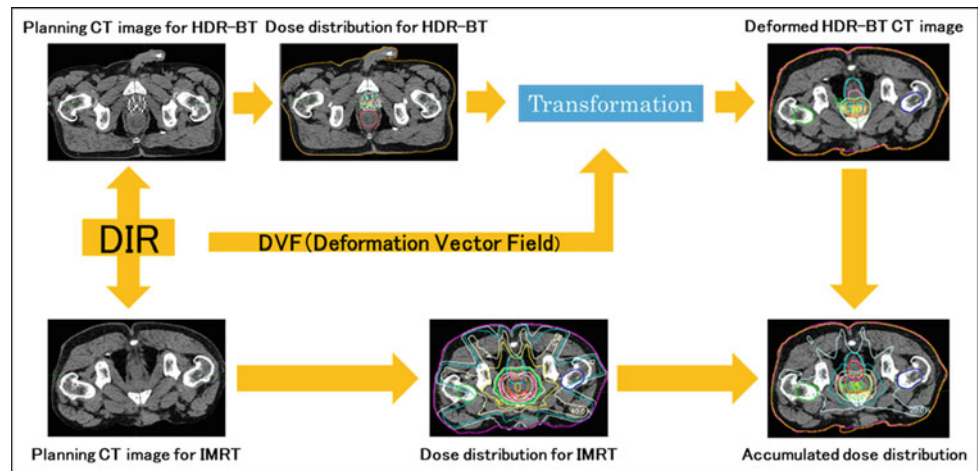 Planning CT image for HDR-BT
Dose distribution for HDR-BT
Deformed HDR-BT CT image
Transformation
DIR
DVF(Deformation Vector Field)
Planning CT image for IMRT
Dose distribution for IMRT
Accumulated dose distribution